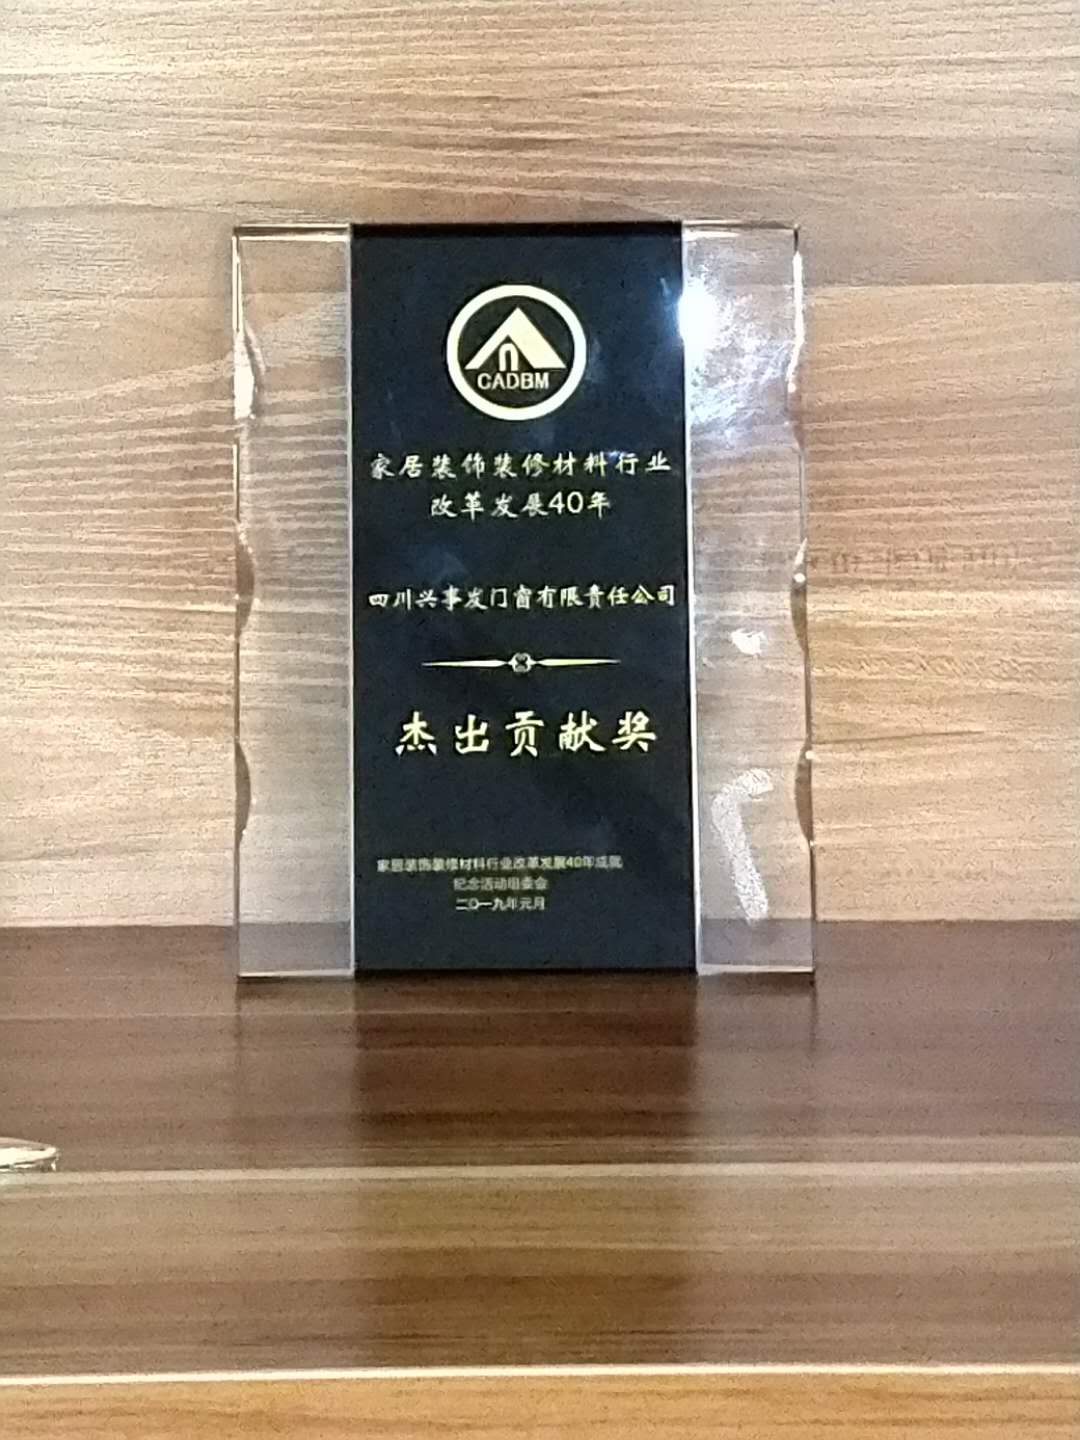 CADBM
家居装饰装修材料行业
改革发展40年
四川兴事发门窗有限责任公司
杰出贡献奖
家居装饰装修材料行业改革发展40年成就
纪念活动组委会
二〇一九年元月